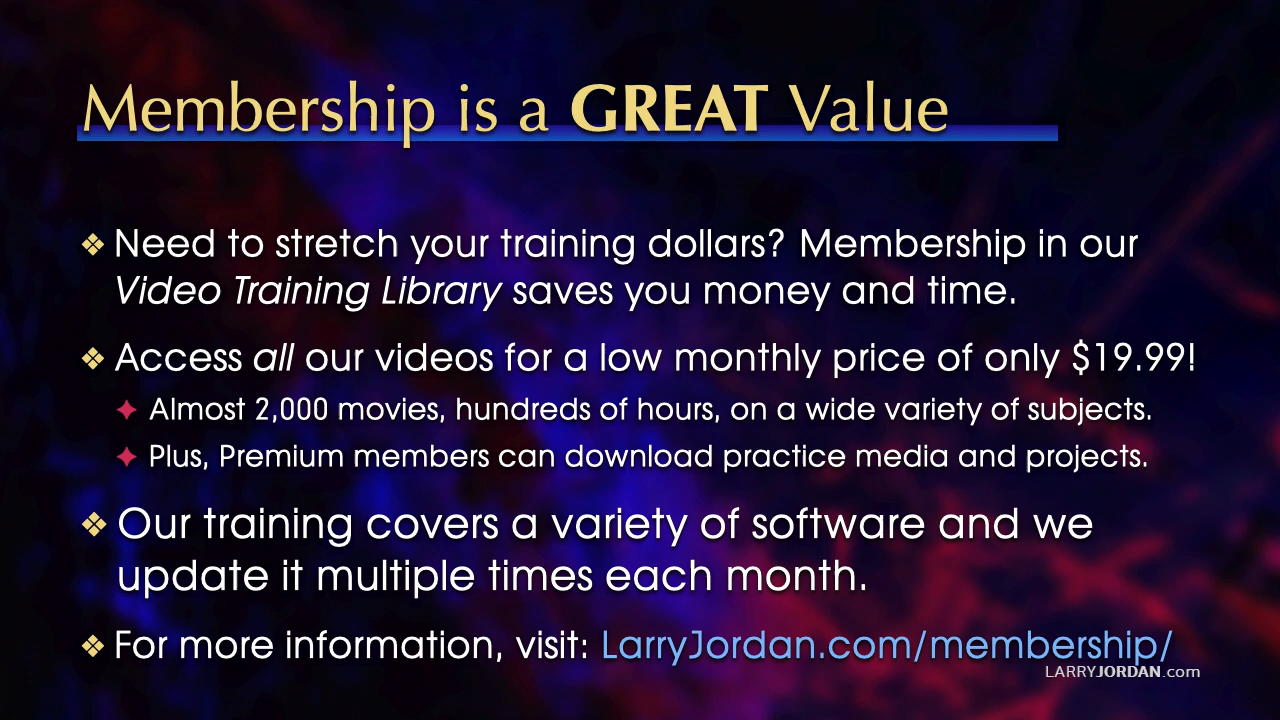 Membership is a GREAT Value
❖ Need to stretch your training dollars? Membership in our
Video Training Library saves you money and time.
❖ Access all our videos for a low monthly price of only $19.99!
✦ Almost 2,000 movies, hundreds of hours, on a wide variety of subjects.
✦ Plus, Premium members can download practice media and projects.
❖ Our training covers a variety of software and we
update it multiple times each month.
❖ For more information, visit: LarryJordan.com/membership/
LARRYJORDAN.com